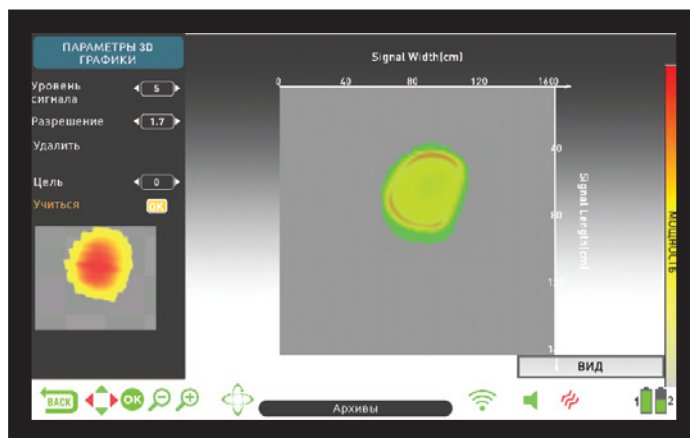 ПАРАМЕТРЫ 3D
ГРАФИКИ
Уровень
сигнала
5
Разрешение
1.7
Удалить
Цель
0
Учиться
OK
Signal Width(cm)
0 40 80 120 160
40
80
Signal Length(cm)
МОЩНОСТЬ
ВИД
BACK
OK
Архивы
1 2